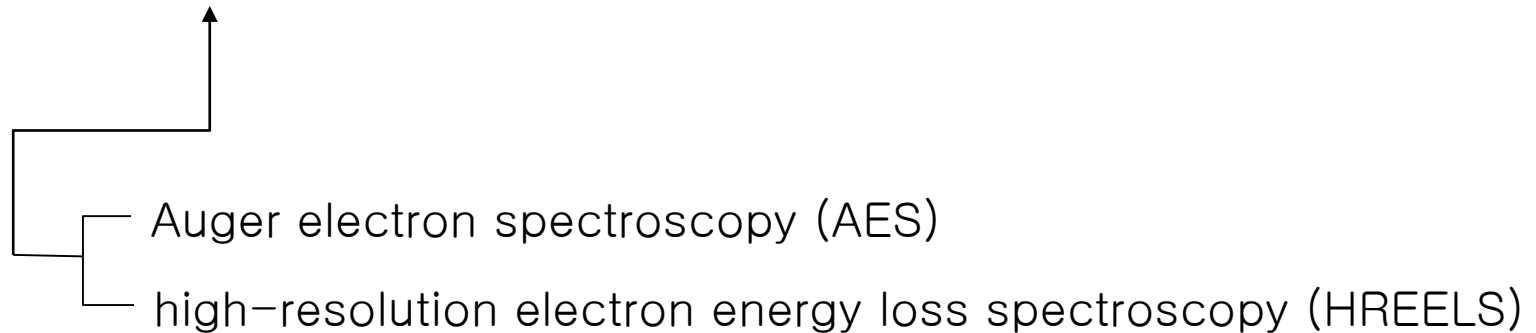 Auger electron spectroscopy (AES)
high-resolution electron energy loss spectroscopy (HREELS)